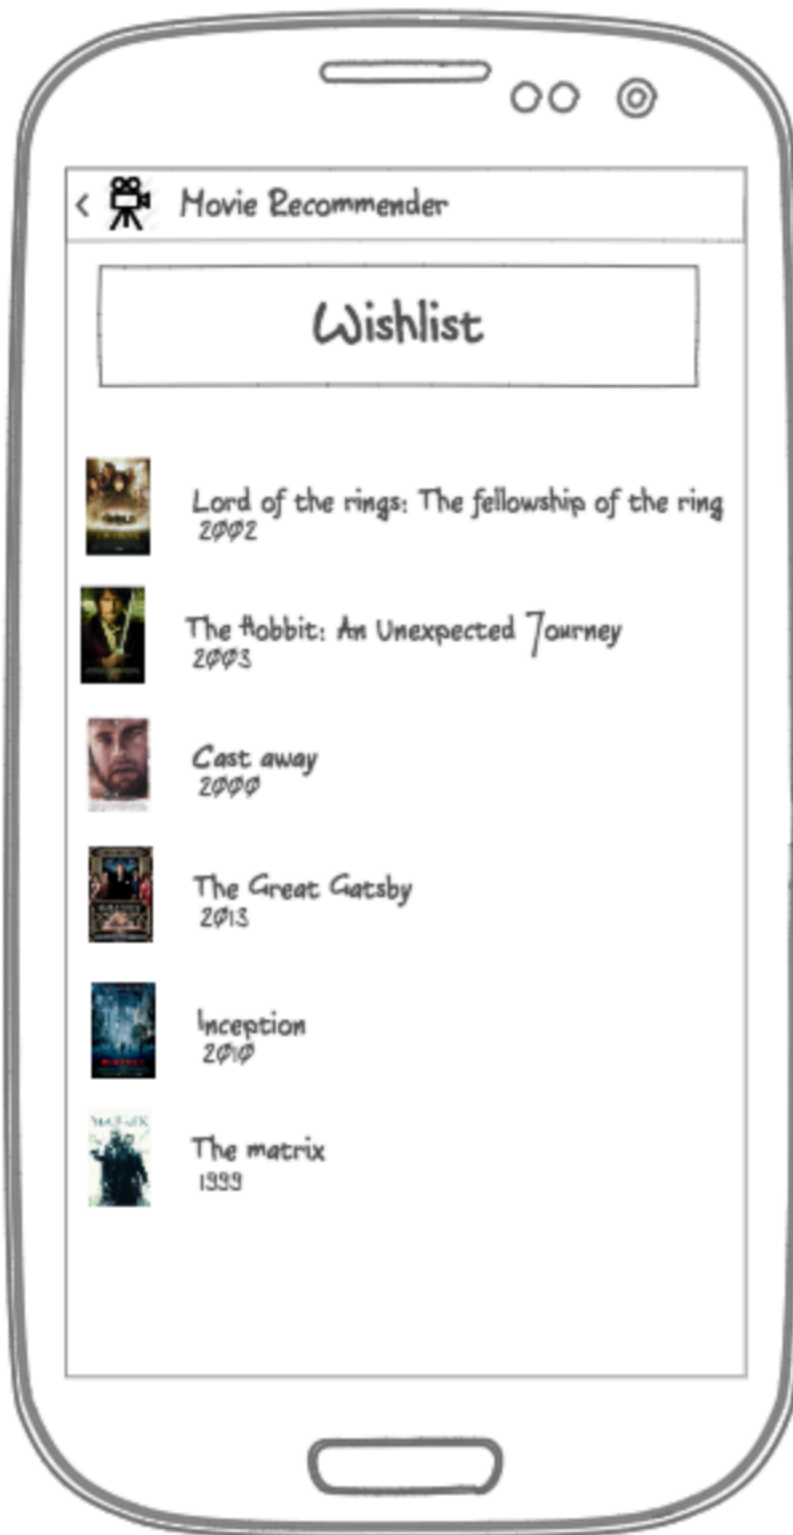 Movie Recommender
Wishlist
Lord of the rings: The fellowship of the ring
2002
The Hobbit: An Unexpected Journey
2003
Cast away
2000
The Great Gatsby
2013
Inception
2010
The matrix
1999